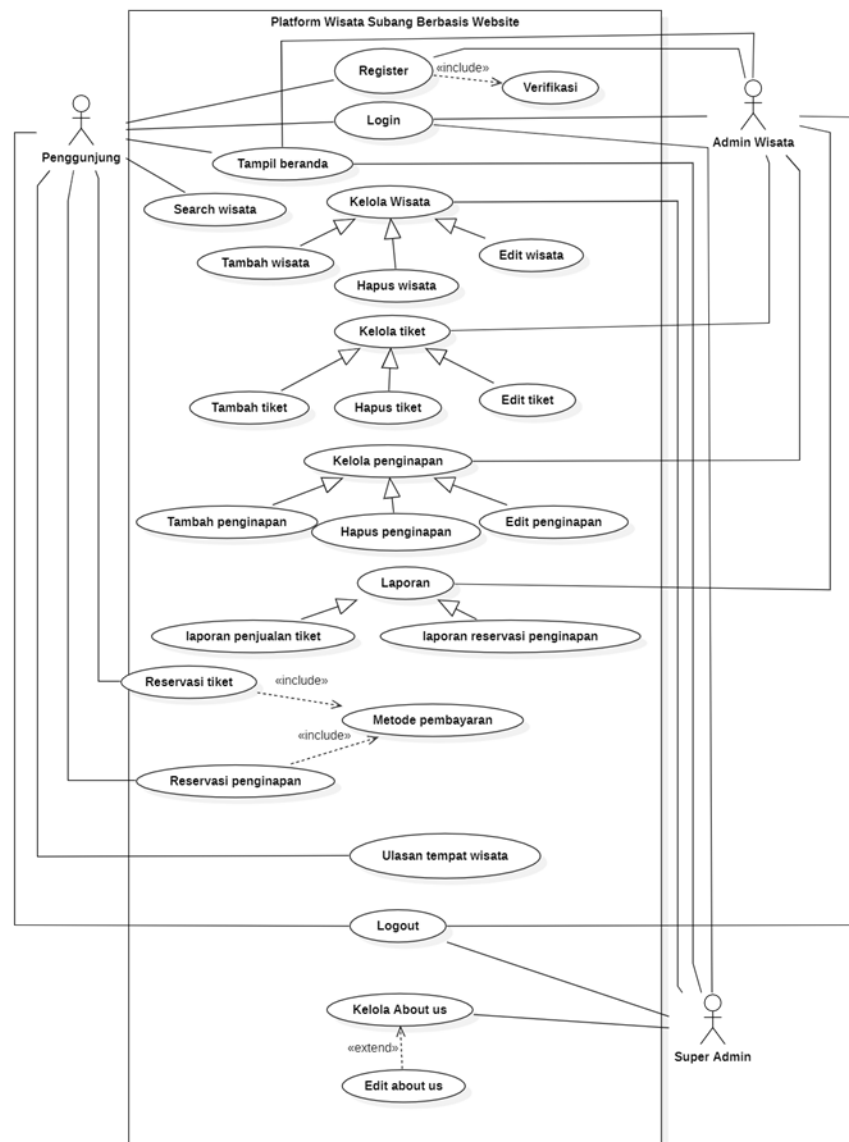 Platform Wisata Subang Berbasis Website
Register
«include»
Verifikasi
Login
Penggunjung
Admin Wisata
Tampil beranda
Search wisata
Kelola Wisata
Tambah wisata
Edit wisata
Hapus wisata
Kelola tiket
Tambah tiket
Hapus tiket
Edit tiket
Kelola penginapan
Tambah penginapan
Hapus penginapan
Edit penginapan
Laporan
laporan penjualan tiket
laporan reservasi penginapan
Reservasi tiket
«include»
Metode pembayaran
«include»
Reservasi penginapan
Ulasan tempat wisata
Logout
Kelola About us
«extend»
Super Admin
Edit about us